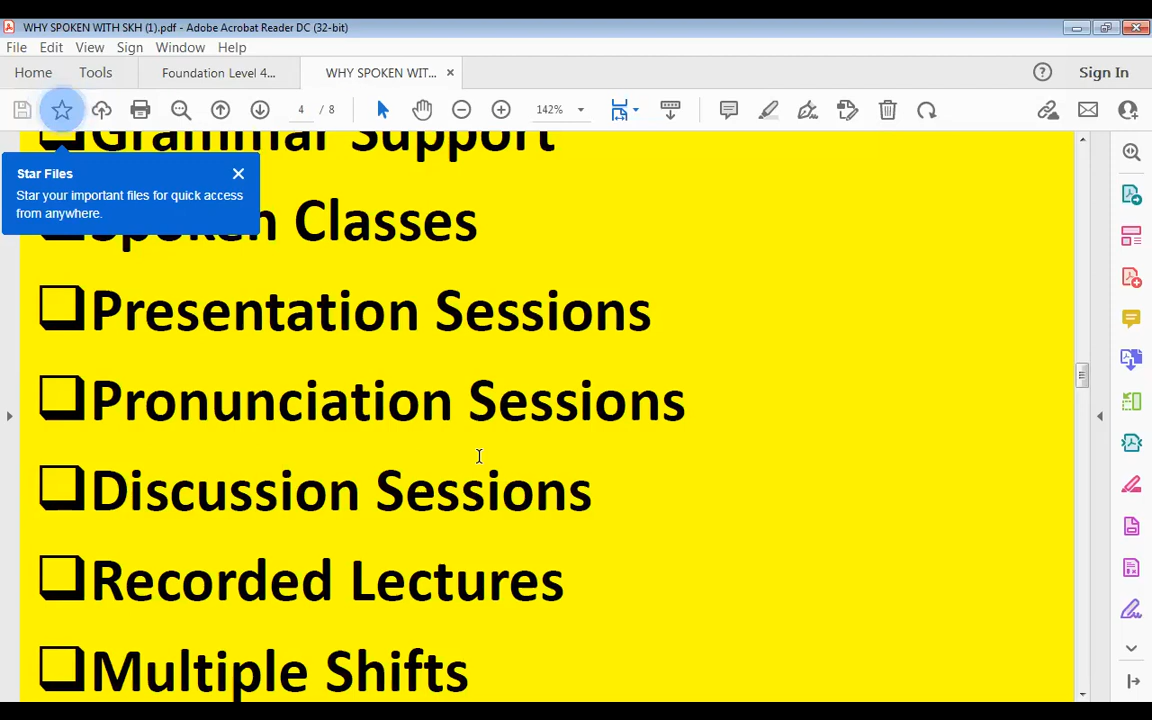 WHY SPOKEN WITH SKH (1).pdf - Adobe Acrobat Reader DC (32-bit)
File Edit View Sign Window Help
Home Tools Foundation Level 4... WHY SPOKEN WIT... × Sign In
4 / 8 142%
Grammar Support
Star Files
Star your important files for quick access
from anywhere.
Spoken Classes
Presentation Sessions
Pronunciation Sessions
Discussion Sessions
Recorded Lectures
Multiple Shifts